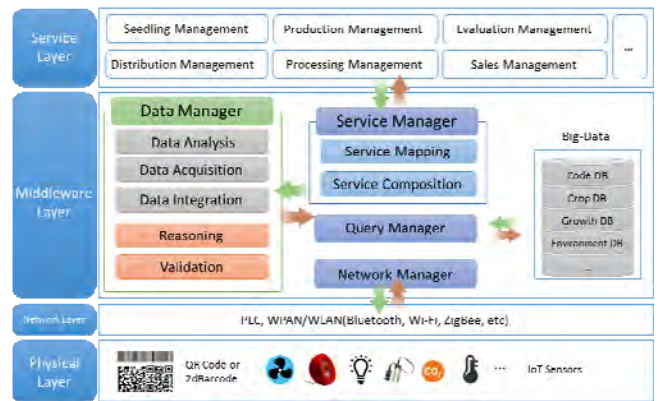 Service
Layer
Seedling Management
Production Management
Evaluation Management
...
Distribution Management
Processing Management
Sales Management
Middleware
Layer
Data Manager
Data Analysis
Data Acquisition
Data Integration
Reasoning
Validation
Service Manager
Service Mapping
Service Composition
Query Manager
Network Manager
Big-Data
Code DB
Crop DB
Growth DB
Environment DB
...
Network Layer
PLC, WPAN/WLAN(Bluetooth, Wi-Fi, ZigBee, etc)
Physical
Layer
QR Code or
2dBarcode
CO₂
...
IoT Sensors